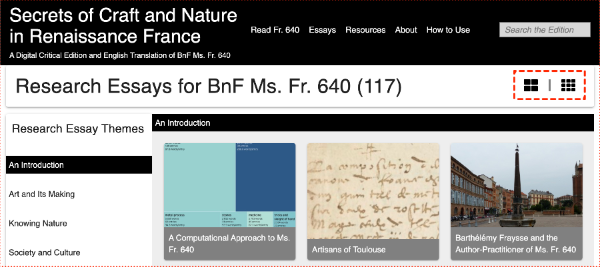 Secrets of Craft and Nature
in Renaissance France
A Digital Critical Edition and English Translation of BnF Ms. Fr. 640
Read Fr. 640 Essays Resources About How to Use
Search the Edition
Research Essays for BnF Ms. Fr. 640 (117)
Research Essay Themes
An Introduction
Art and Its Making
Knowing Nature
Society and Culture
An Introduction
A Computational Approach to Ms.
Fr. 640
Artisans of Toulouse
Barthélémy Fraysse and the
Author-Practitioner of Ms. Fr. 640